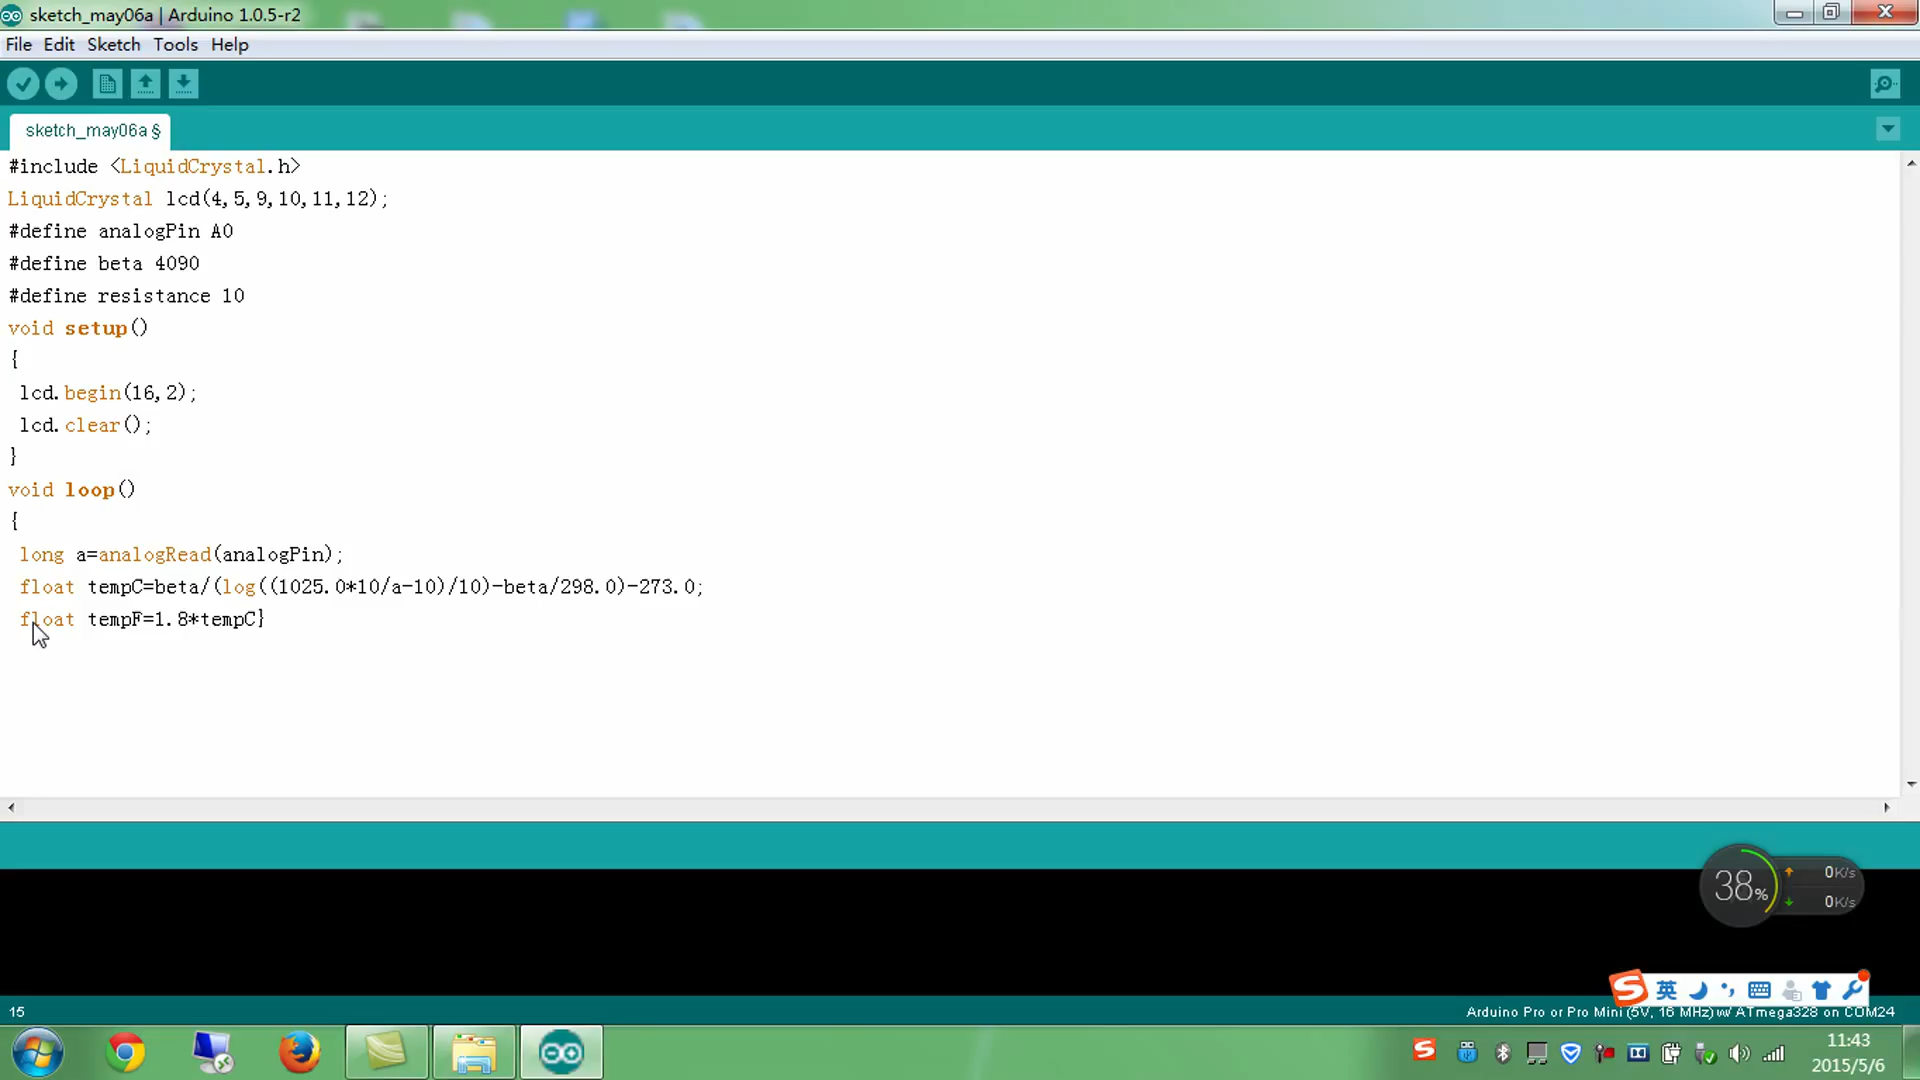 sketch_may06a | Arduino 1.0.5-r2
File Edit Sketch Tools Help
sketch_may06a §
#include <LiquidCrystal.h>
LiquidCrystal lcd(4,5,9,10,11,12);
#define analogPin A0
#define beta 4090
#define resistance 10
void setup()
{
lcd.begin(16,2);
lcd.clear();
}
void loop()
{
long a=analogRead(analogPin);
float tempC=beta/(log((1025.0*10/a-10)/10)-beta/298.0)-273.0;
float tempF=1.8*tempC}
38%
0K/s
0K/s
英
15
Arduino Pro or Pro Mini (5V, 16 MHz) w/ ATmega328 on COM24
11:43
2015/5/6